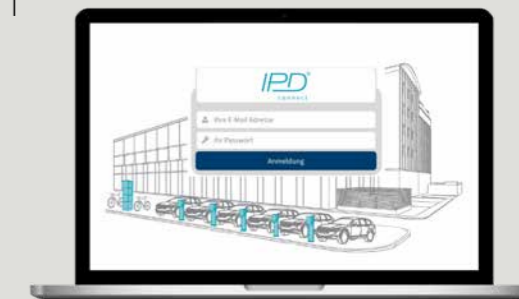 IPD
connect
Ihre E-Mail Adresse
Ihr Passwort
Anmeldung